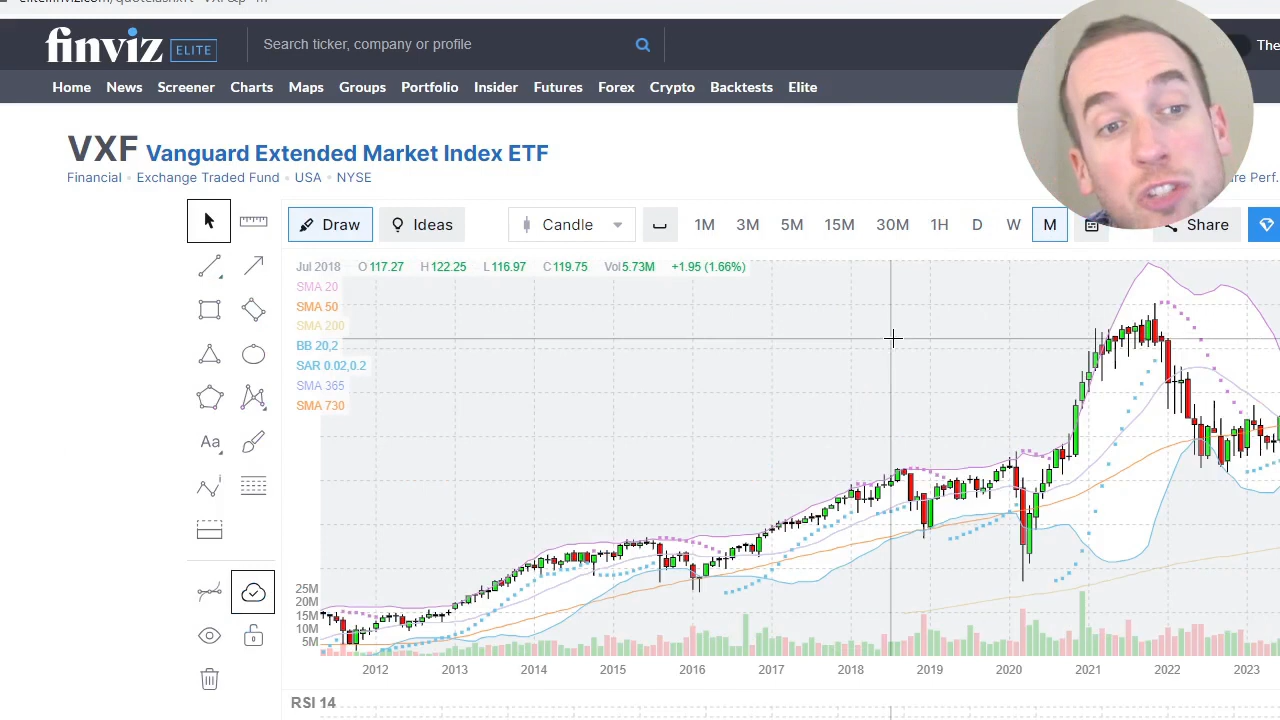 finviz ELITE
Search ticker, company or profile
The
Home News Screener Charts Maps Groups Portfolio Insider Futures Forex Crypto Backtests Elite
VXF Vanguard Extended Market Index ETF
Financial • Exchange Traded Fund • USA • NYSE
re Perf.
Draw Ideas Candle 1M 3M 5M 15M 30M 1H D W M Share
Jul 2018 O 117.27 H 122.25 L 116.97 C 119.75 Vol 5.73M +1.95 (1.66%)
SMA 20
SMA 50
SMA 200
BB 20,2
SAR 0.02,0.2
SMA 365
SMA 730
Aa
25M
20M
15M
10M
5M
2012 2013 2014 2015 2016 2017 2018 2019 2020 2021 2022 2023
RSI 14